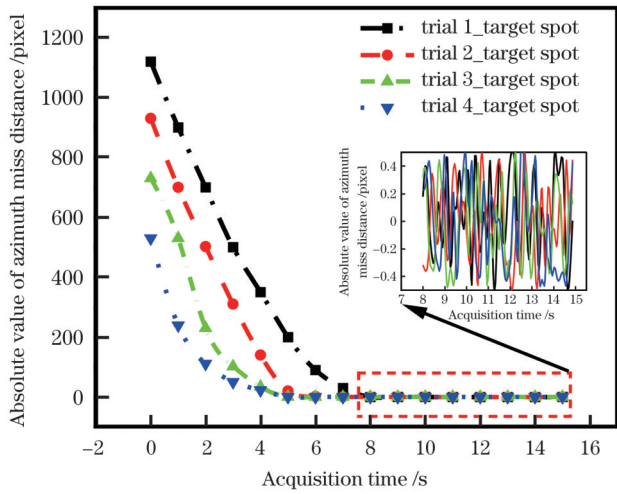 Absolute value of azimuth miss distance /pixel
1200
1000
800
600
400
200
0
−2 0 2 4 6 8 10 12 14 16
Acquisition time /s
trial 1_target spot
trial 2_target spot
trial 3_target spot
trial 4_target spot
Absolute value of azimuth
miss distance /pixel
0.4
0.2
0
−0.2
−0.4
7 8 9 10 11 12 13 14 15
Acquisition time /s